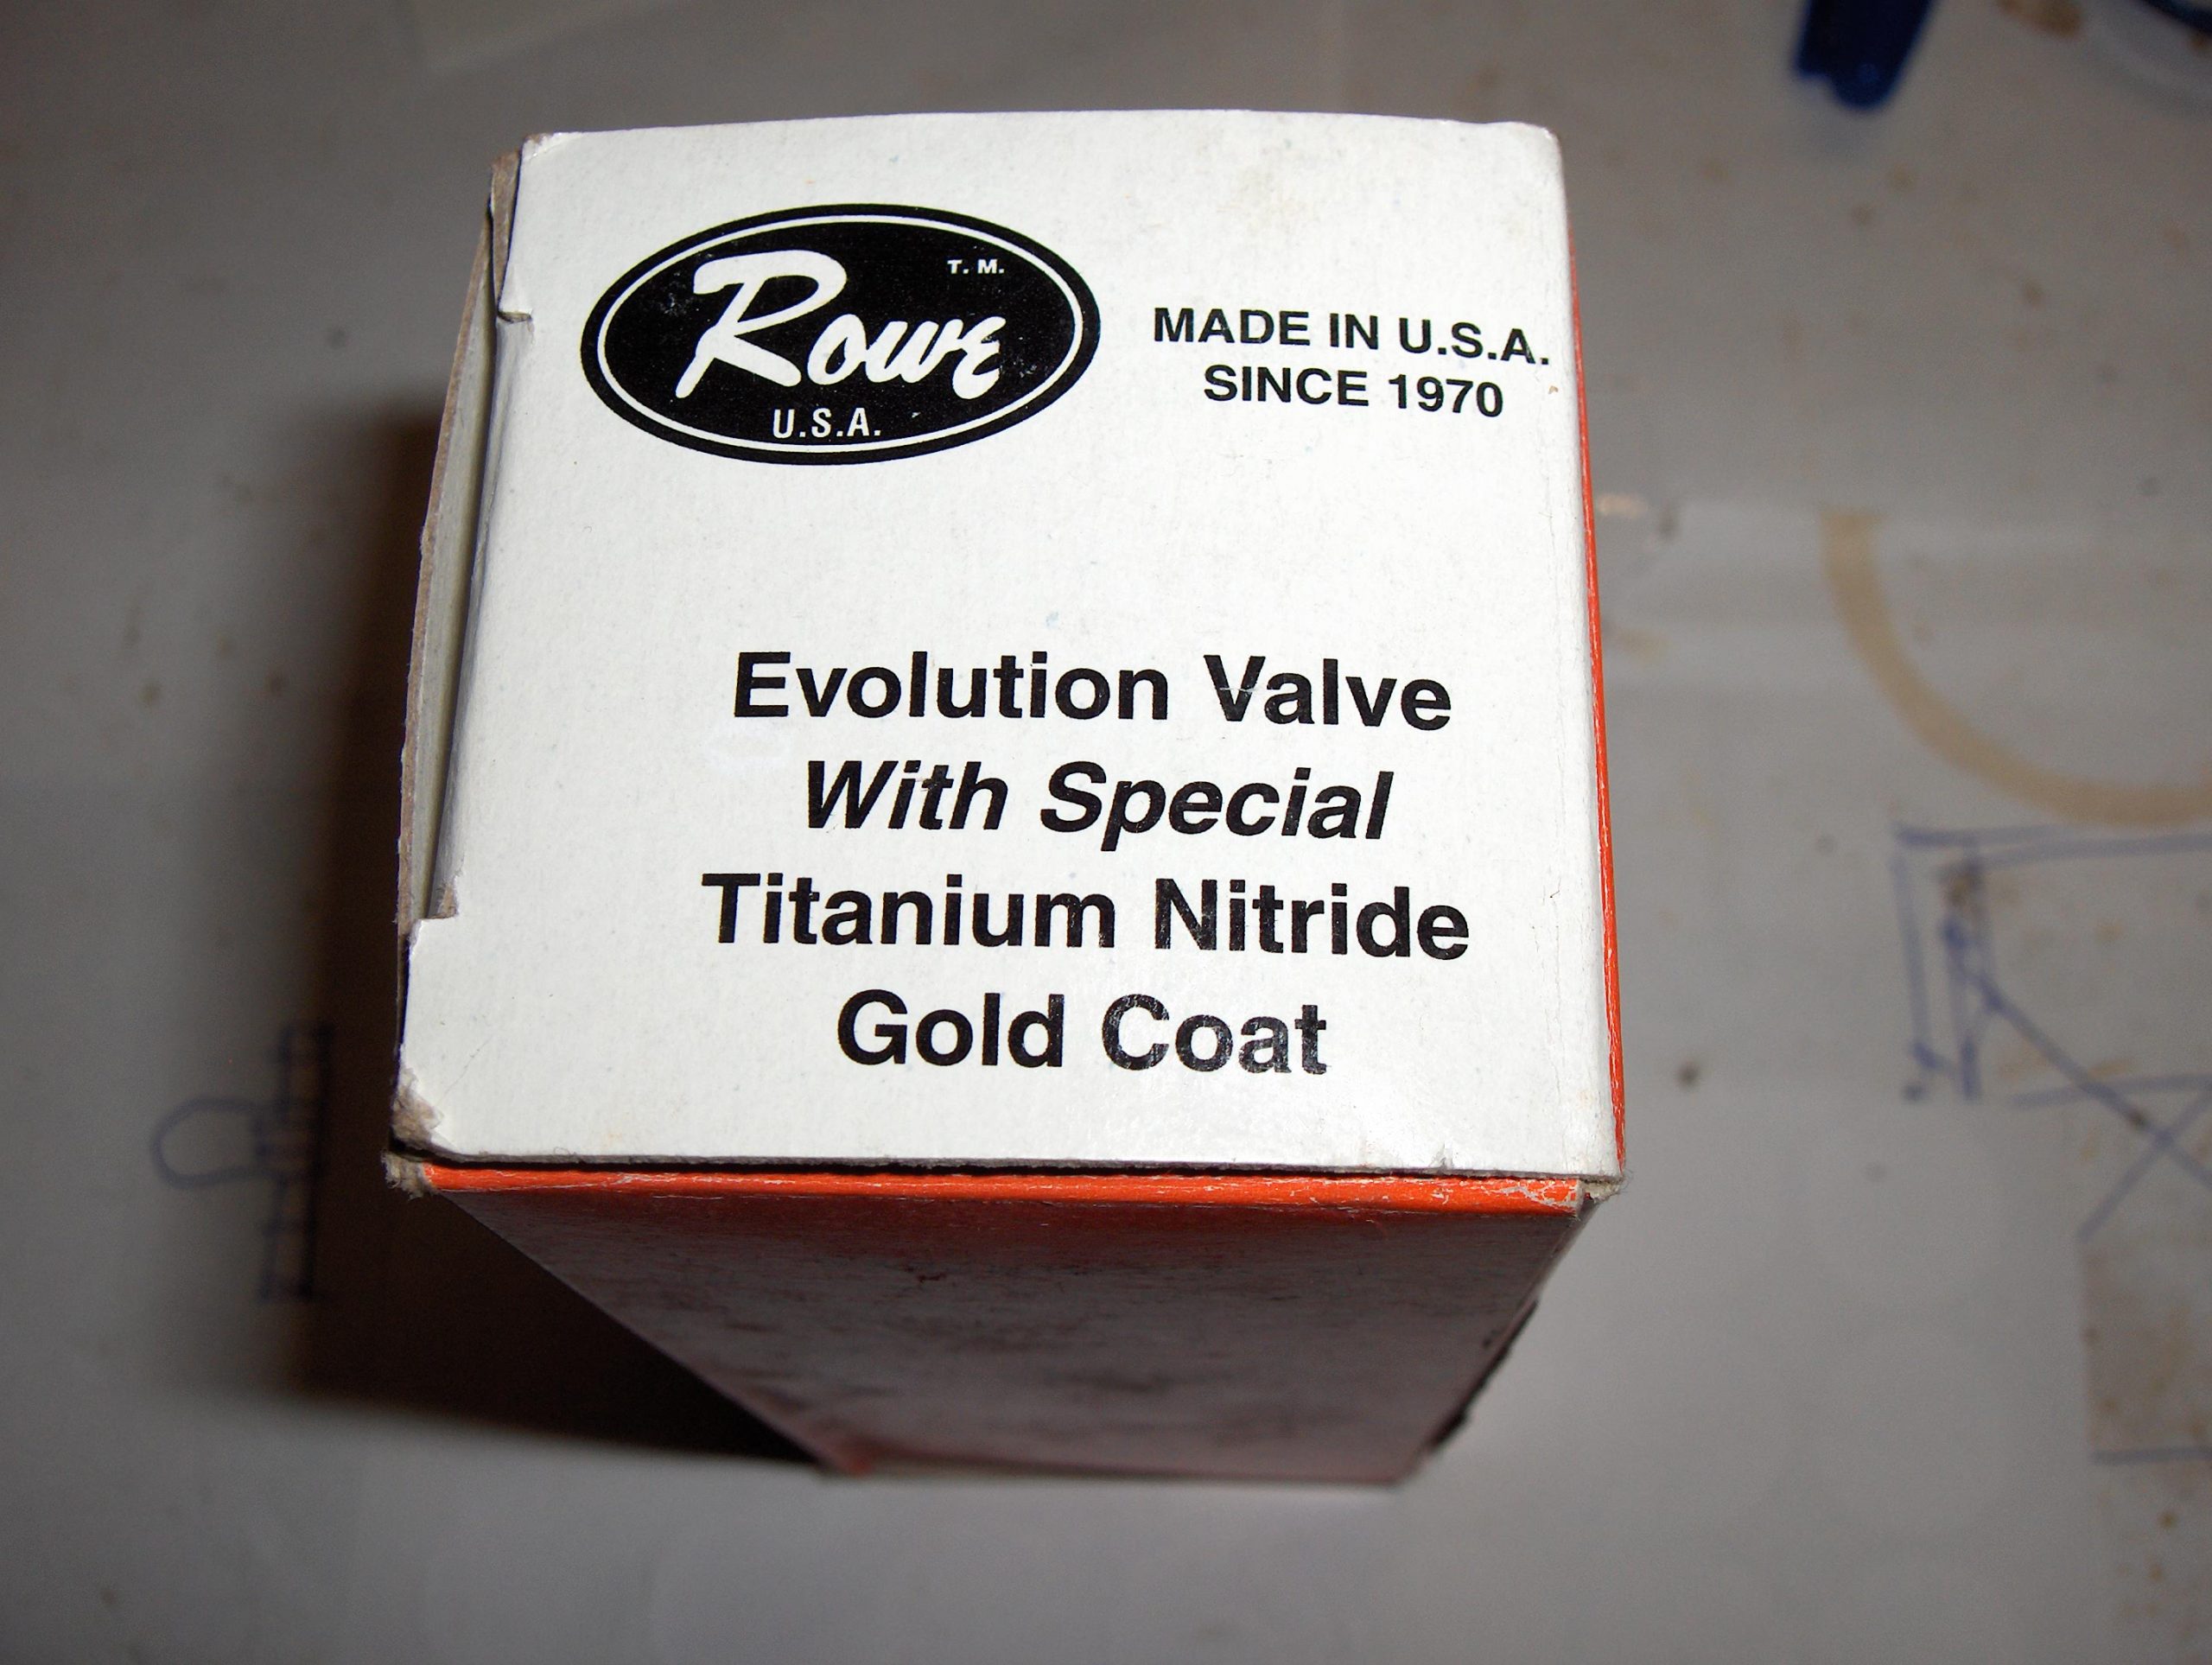 Rowe
T. M.
U.S.A.
MADE IN U.S.A.
SINCE 1970
Evolution Valve
With Special
Titanium Nitride
Gold Coat